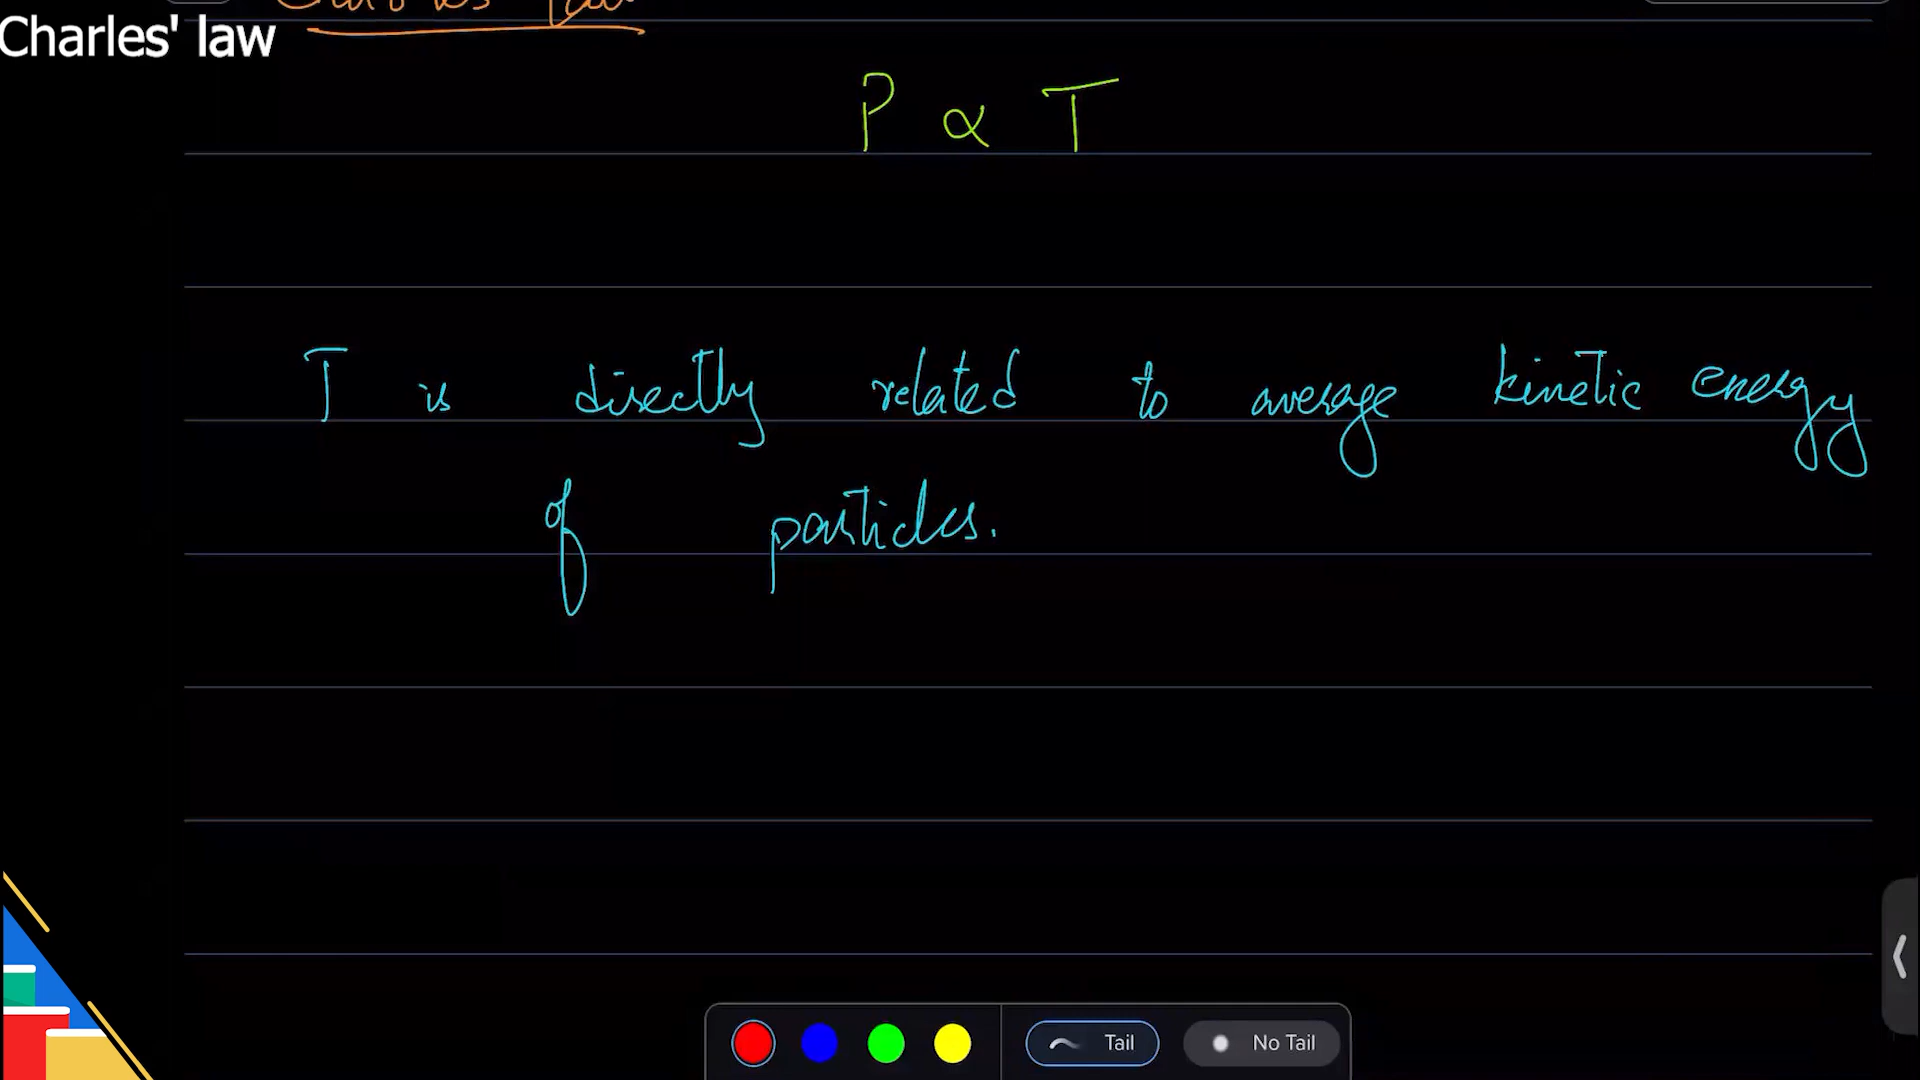 Charles' law
P ∝ T
T is directly related to average kinetic energy
of particles.
Tail
No Tail